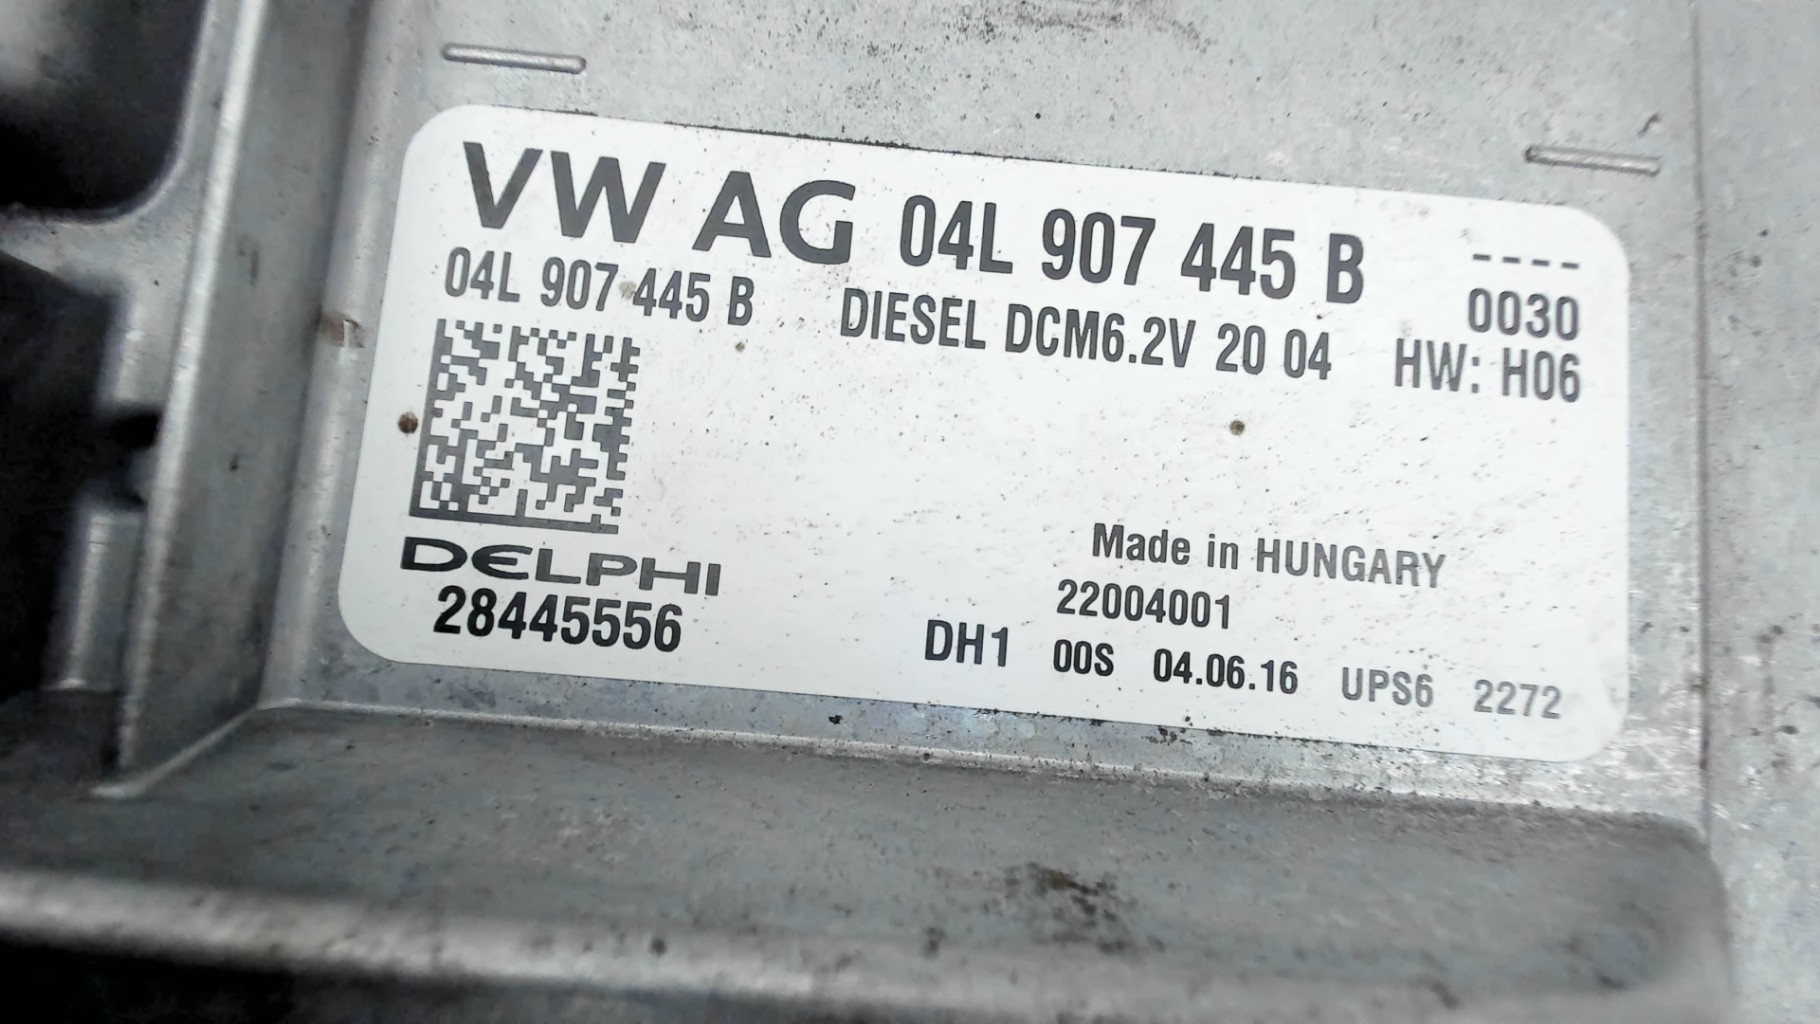 VW AG 04L 907 445 B ----
04L 907 445 B DIESEL DCM6.2V 20 04 0030
HW: H06
DELPHI
28445556
Made in HUNGARY
22004001
DH1 00S 04.06.16 UPS6 2272